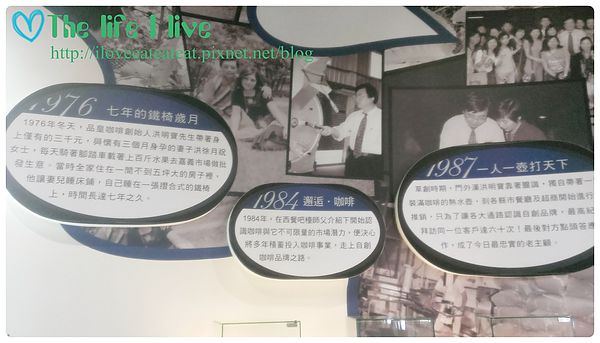 The life I live
http://iloveeateateat.pixnet.net/blog
1976 七年的鐵椅歲月
1976年冬天，品皇咖啡創始人洪明寶先生帶著身
上僅有的三千元，與懷有三個月身孕的妻子洪徐月說
女士，每天騎著腳踏車載著上百斤水果去嘉義市場做批
發生意。當時全家住在一間不到五坪大的房子裡，
他讓妻兒睡床鋪，自己睡在一張摺合式的鐵椅
上，時間長達七年之久。
1984 邂逅．咖啡
1984年，在西餐吧檯師父介紹下開始認
識咖啡與它不可限量的市場潛力，便決心
將多年積蓄投入咖啡事業，走上自創
咖啡品牌之路。
1987 一人一壺打天下
草創時期，門外漢洪明寶靠著膽識，獨自帶著一
裝滿咖啡的熱水壺，到各縣市餐廳及超商開始進行
推銷，只為了讓各大通路認識自創品牌，最高紀
拜訪同一位客戶達六十次！最後對方點頭答應
作，成了今日最忠實的老主顧。